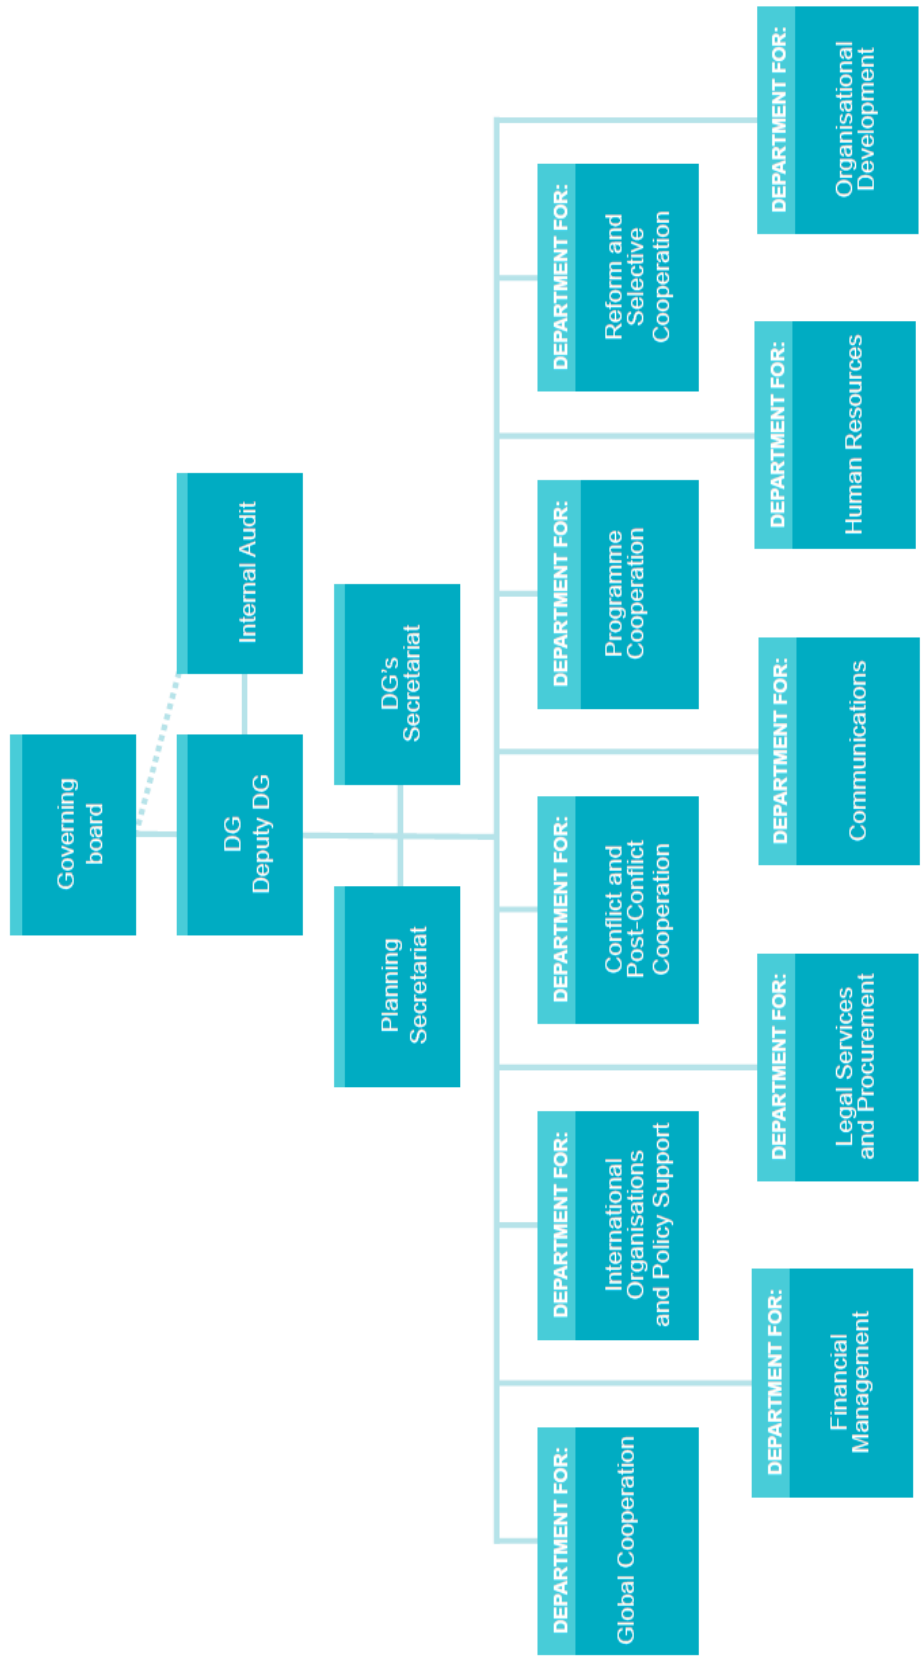 Governing
board
DG
Deputy DG
Internal Audit
Planning
Secretariat
DG's
Secretariat
DEPARTMENT FOR:
Global Cooperation
DEPARTMENT FOR:
International
Organisations
and Policy Support
DEPARTMENT FOR:
Conflict and
Post-Conflict
Cooperation
DEPARTMENT FOR:
Programme
Cooperation
DEPARTMENT FOR:
Reform and
Selective
Cooperation
DEPARTMENT FOR:
Financial
Management
DEPARTMENT FOR:
Legal Services
and Procurement
DEPARTMENT FOR:
Communications
DEPARTMENT FOR:
Human Resources
DEPARTMENT FOR:
Organisational
Development